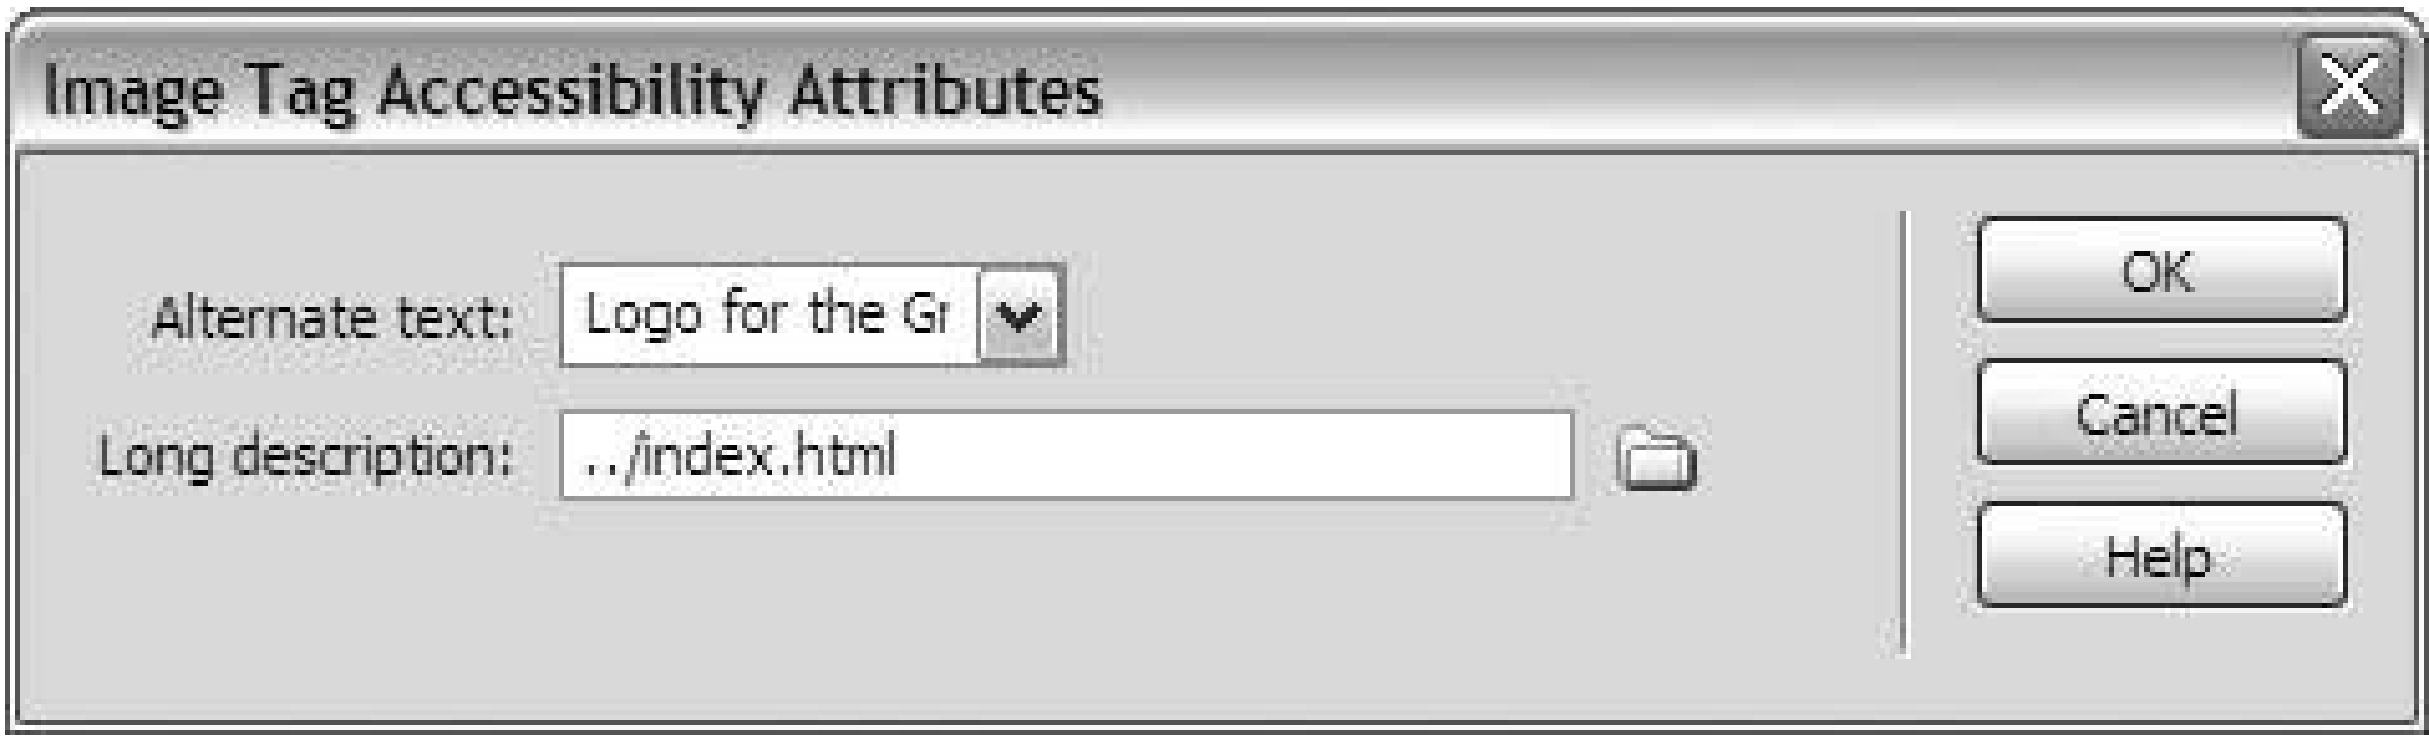 Image Tag Accessibility Attributes
Alternate text: Logo for the Gr
Long description: ../index.html
OK
Cancel
Help